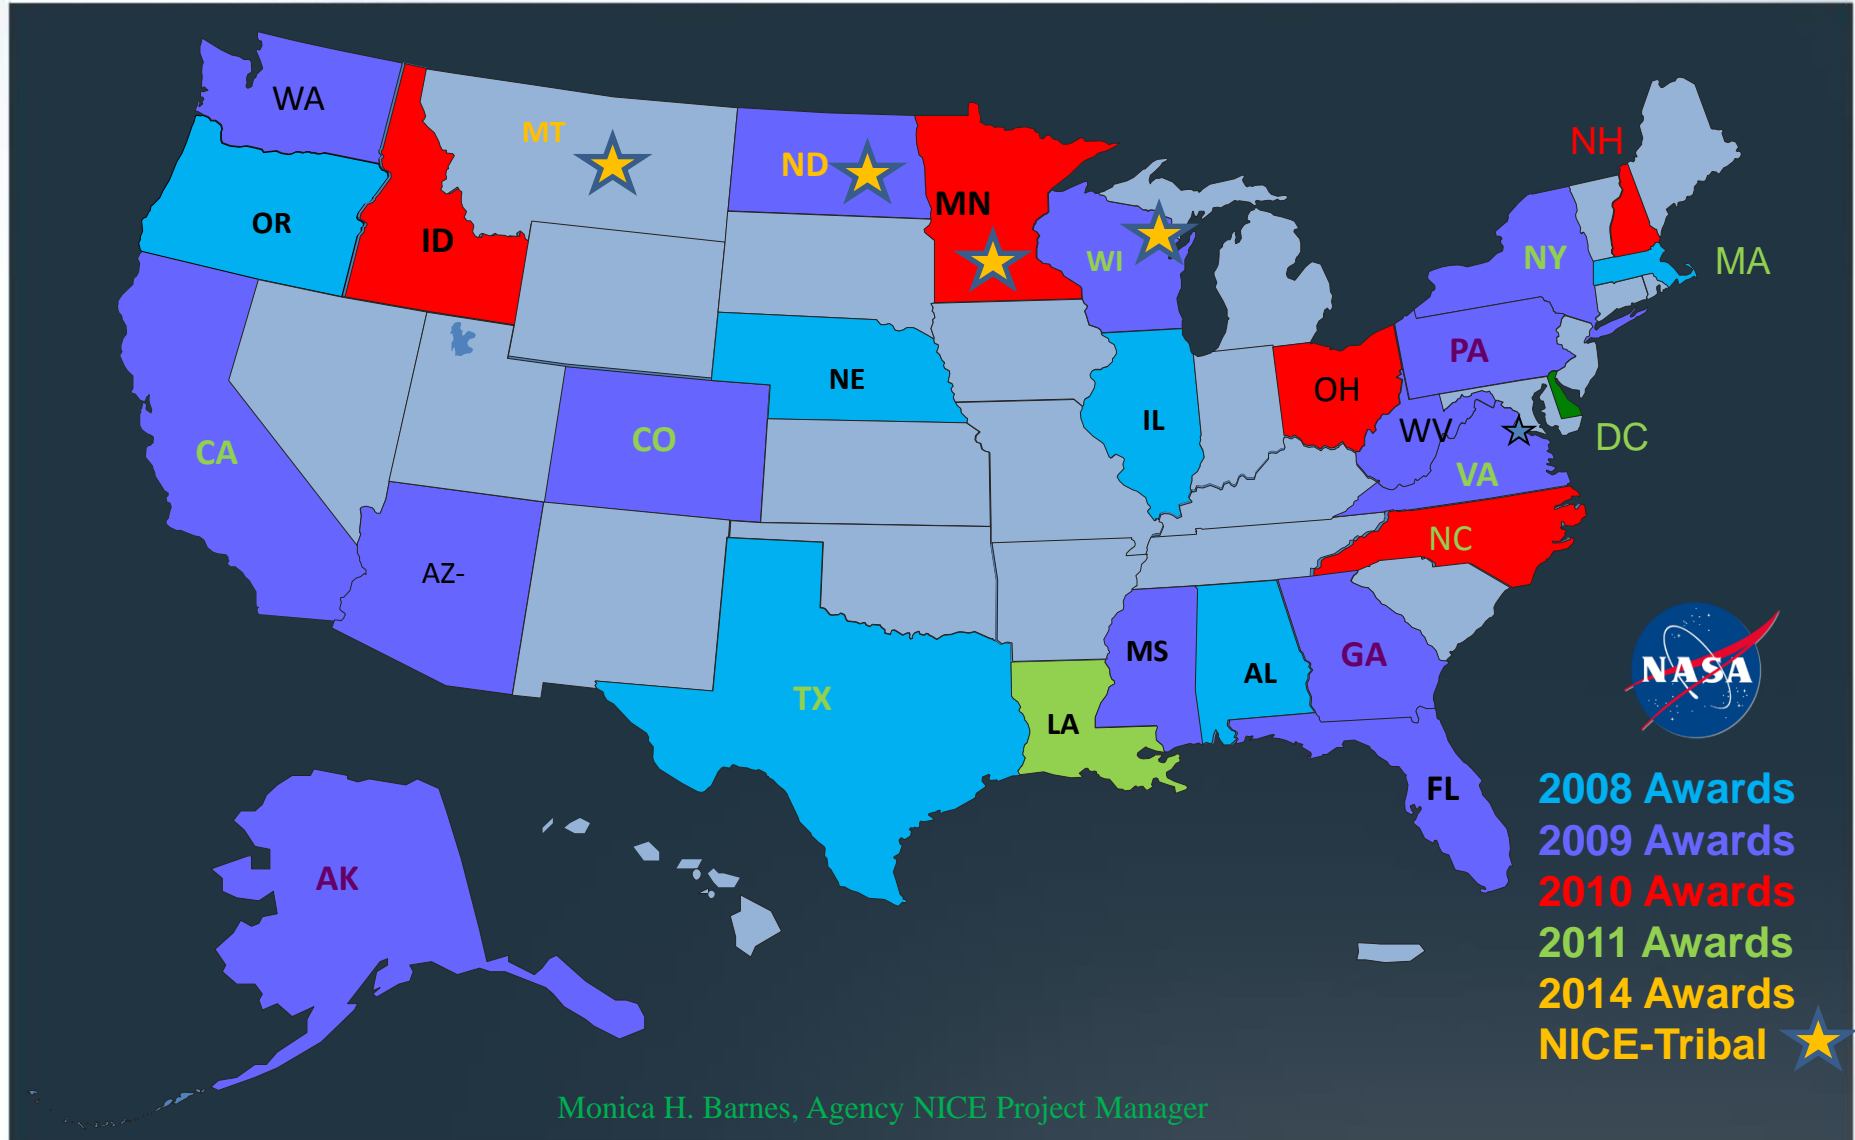 WA
MT
ND
NH
MN
OR
ID
WI
NY
MA
NE
PA
OH
CA
CO
IL
WV
DC
VA
AZ-
NC
MS
GA
AL
TX
LA
NASA
FL
AK
2008 Awards
2009 Awards
2010 Awards
2011 Awards
2014 Awards
NICE-Tribal
Monica H. Barnes, Agency NICE Project Manager